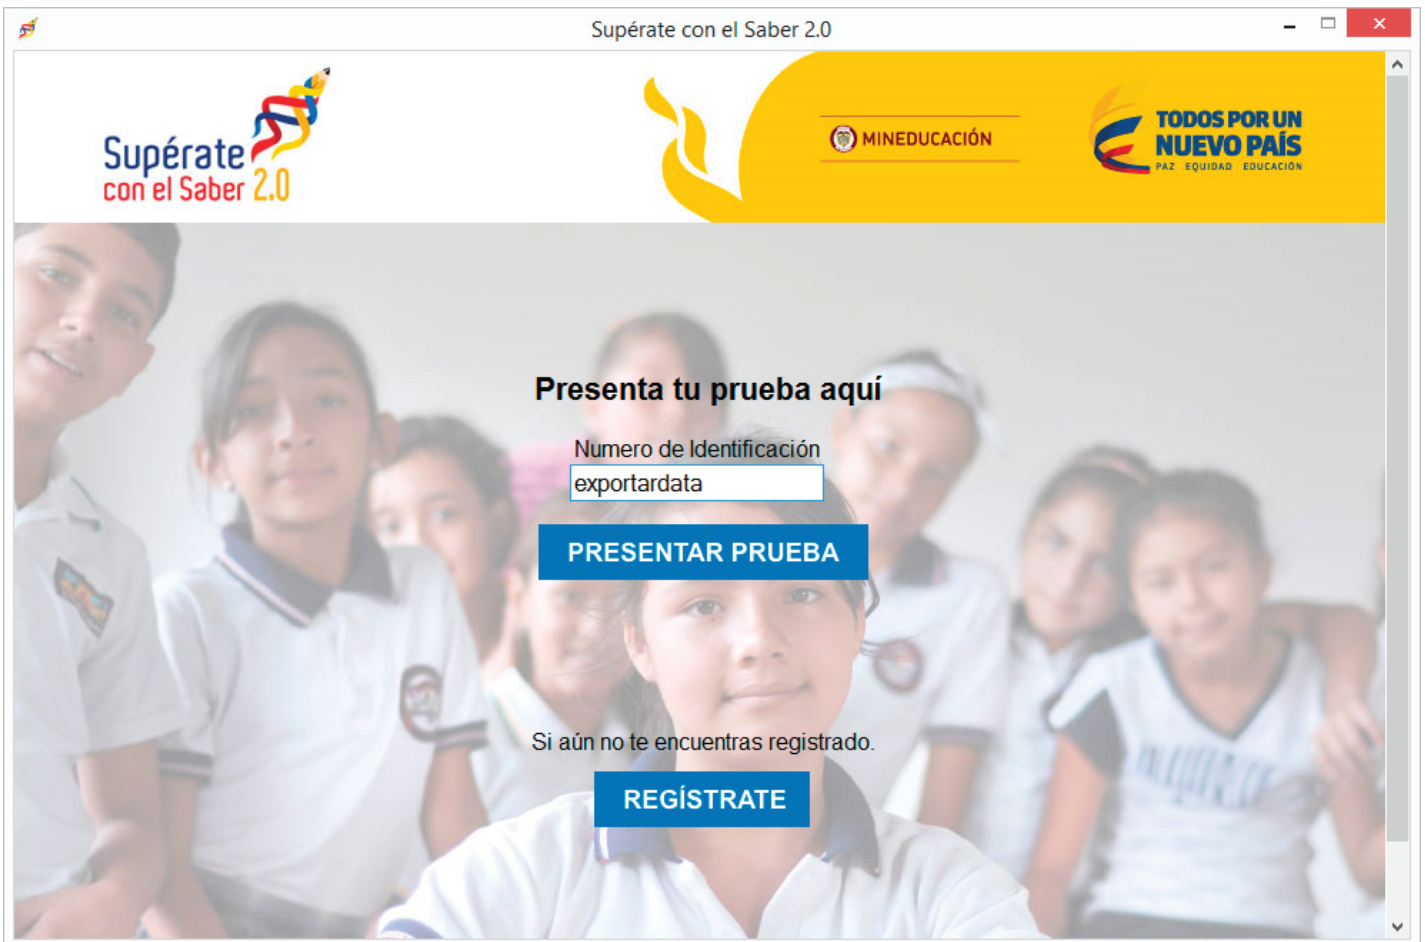 Supérate con el Saber 2.0
Supérate
con el Saber 2.0
MINEDUCACIÓN
TODOS POR UN
NUEVO PAÍS
PAZ EQUIDAD EDUCACIÓN
Presenta tu prueba aquí
Numero de Identificación
exportardata
PRESENTAR PRUEBA
Si aún no te encuentras registrado.
REGÍSTRATE